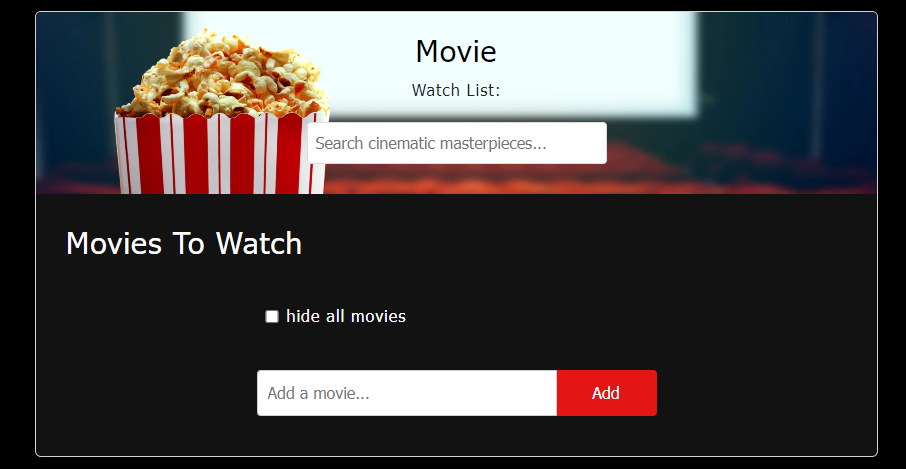 Movie
Watch List:
Search cinematic masterpieces...
Movies To Watch
hide all movies
Add a movie...
Add